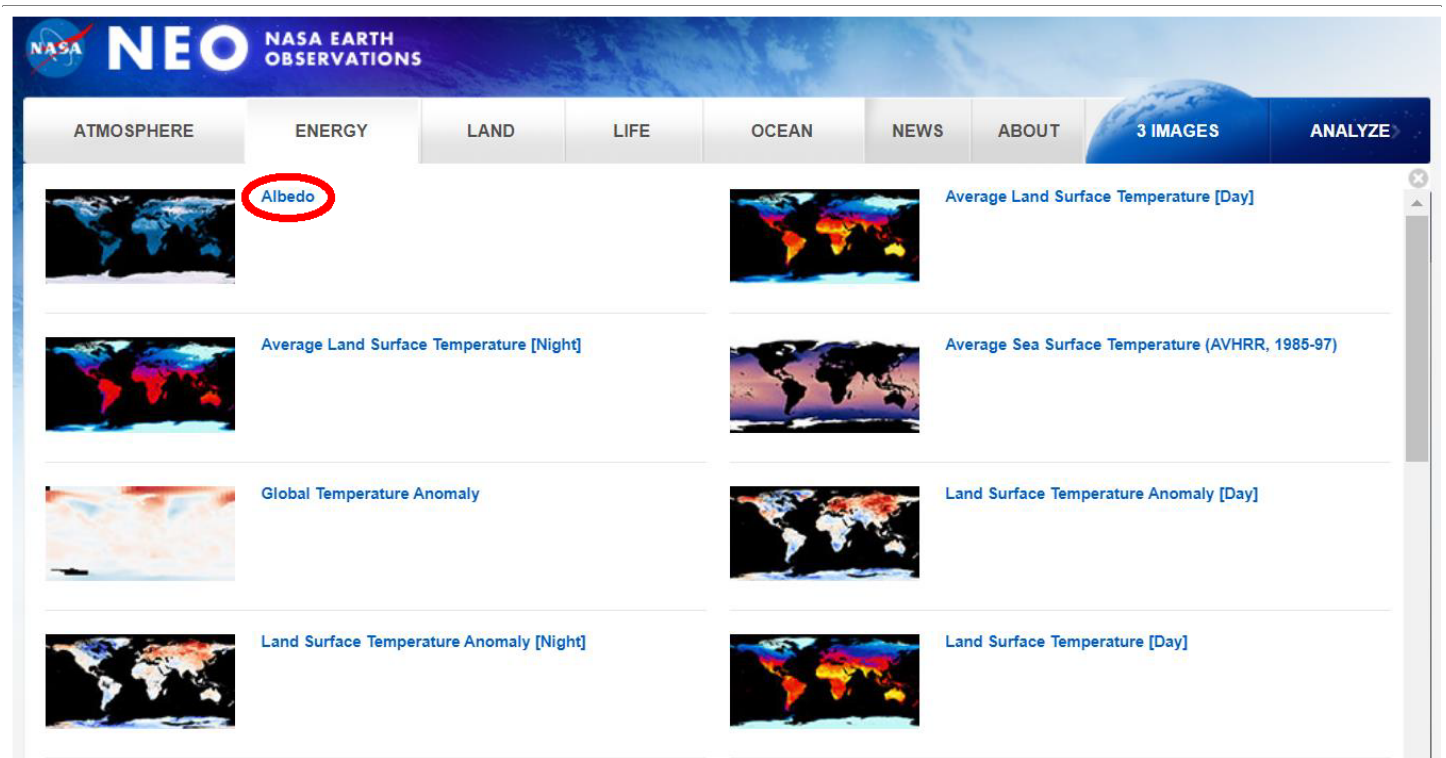 NASA NEO NASA EARTH
OBSERVATIONS
ATMOSPHERE ENERGY LAND LIFE OCEAN NEWS ABOUT 3 IMAGES ANALYZE
Albedo
Average Land Surface Temperature [Day]
Average Land Surface Temperature [Night]
Average Sea Surface Temperature (AVHRR, 1985-97)
Global Temperature Anomaly
Land Surface Temperature Anomaly [Day]
Land Surface Temperature Anomaly [Night]
Land Surface Temperature [Day]